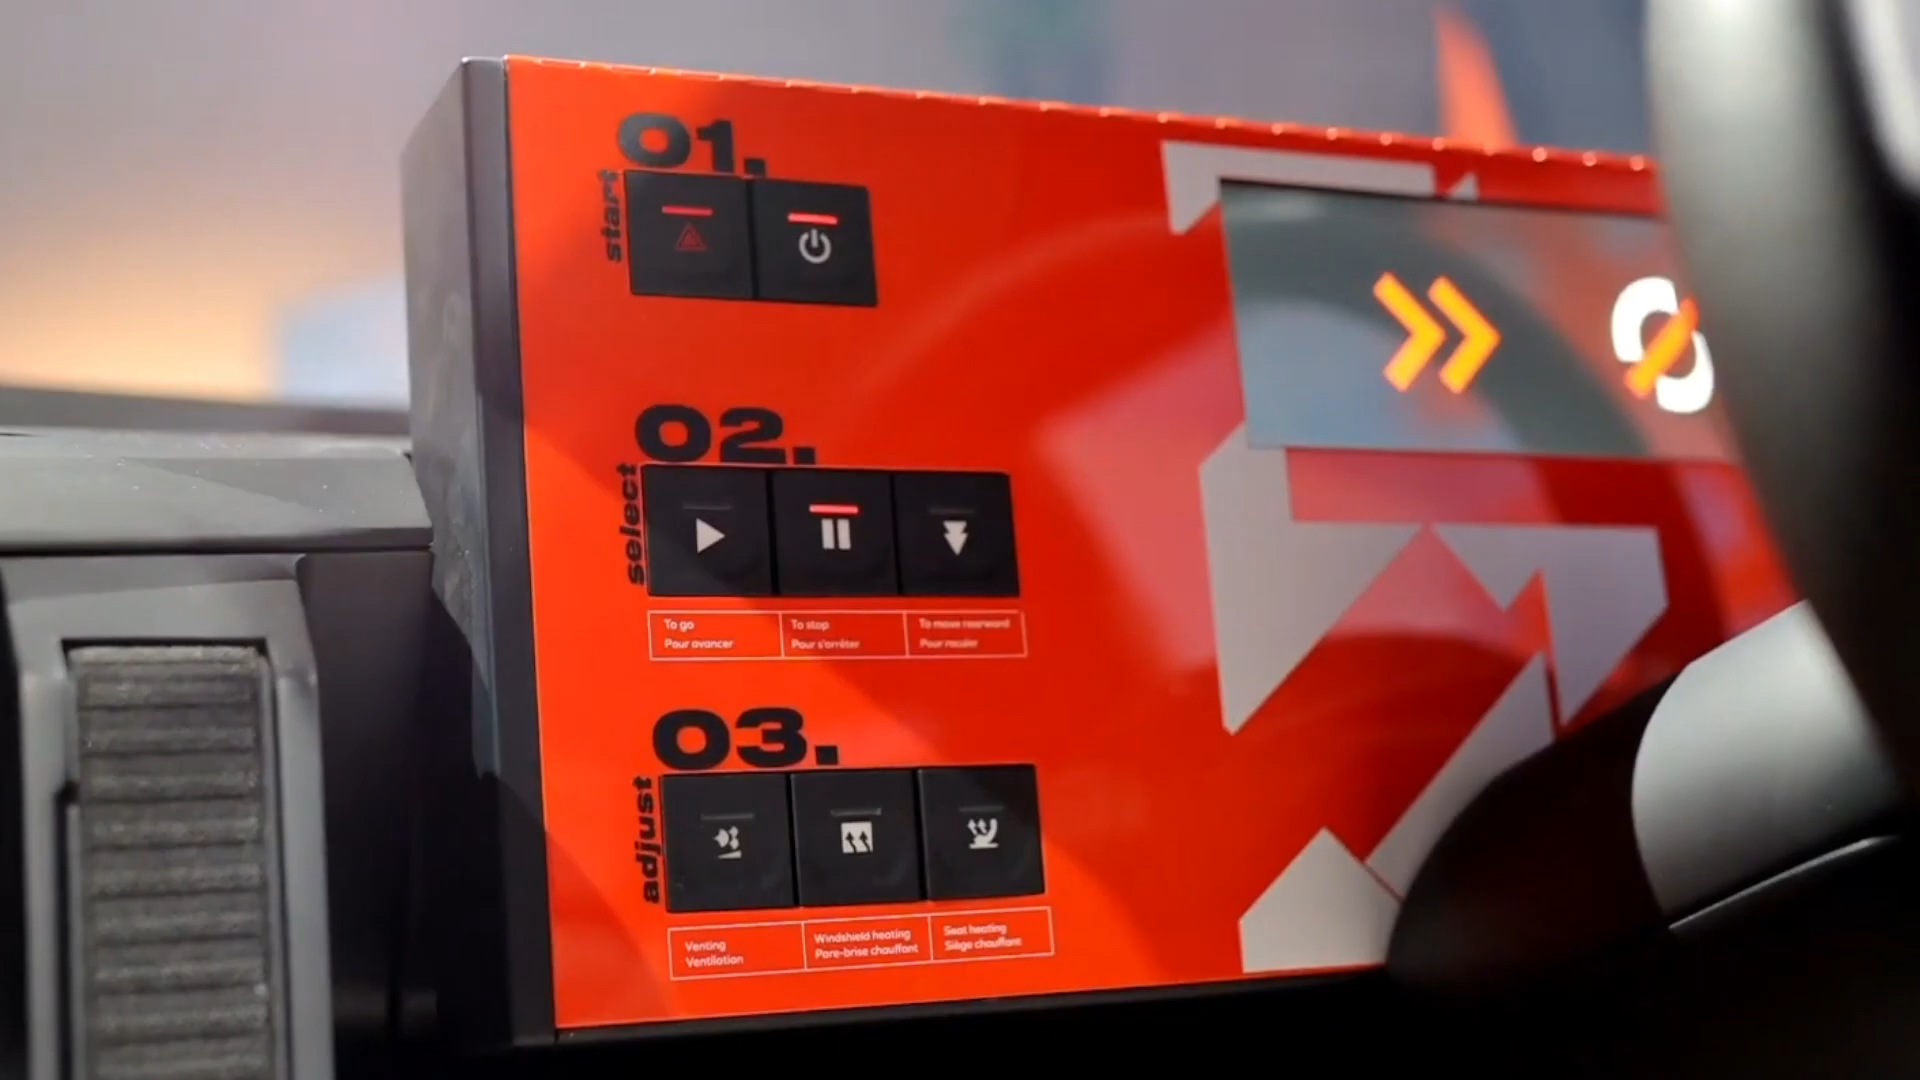 01.
start
02.
select
To go
Pour avancer
To stop
Pour s'arrêter
To move rearward
Pour reculer
03.
adjust
Venting
Ventilation
Windshield heating
Pare-brise chauffant
Seat heating
Siège chauffant